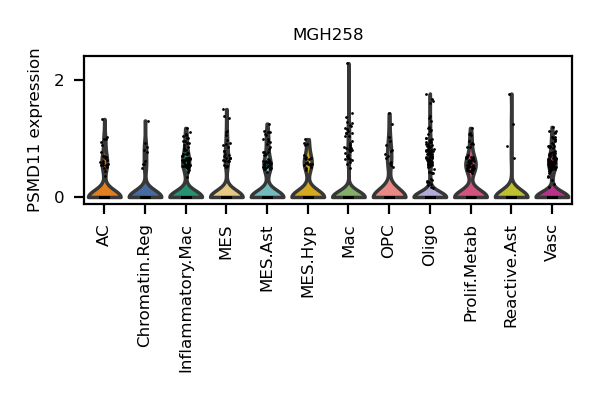 MGH258
PSMD11 expression
2
0
AC
Chromatin.Reg
Inflammatory.Mac
MES
MES.Ast
MES.Hyp
Mac
OPC
Oligo
Prolif.Metab
Reactive.Ast
Vasc